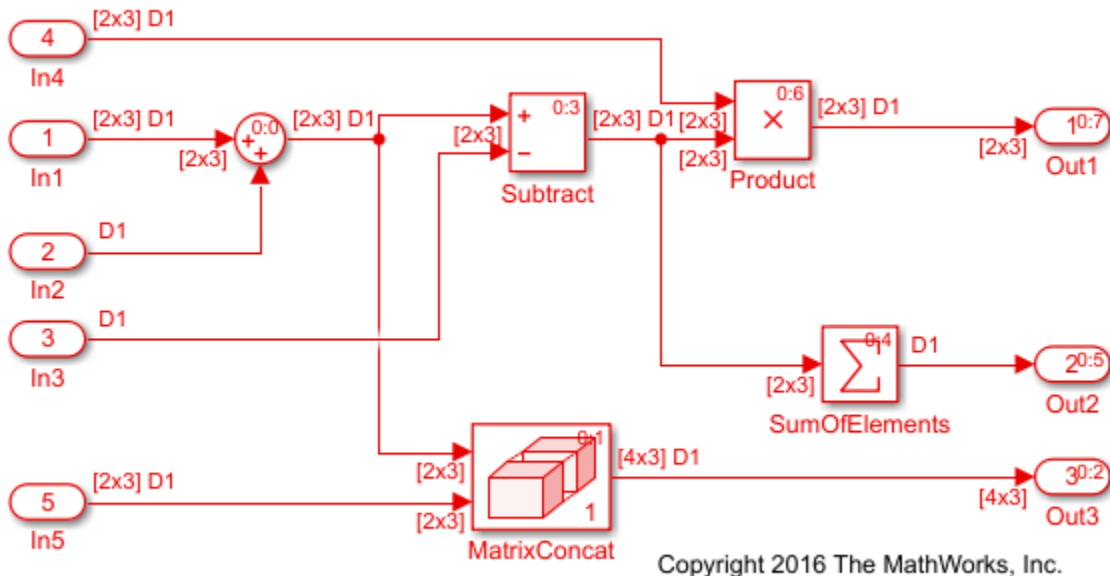 [2x3] D1
4
In4
0:6
×
[2x3] D1
[2x3]
[2x3]
Product
1 0:7
[2x3]
Out1
[2x3] D1
1
In1
[2x3]
0:0
+
+
[2x3] D1
0:3
+
−
[2x3]
Subtract
[2x3] D1
D1
2
In2
D1
3
In3
0:4
[2x3]
SumOfElements
D1
2 0:5
Out2
[2x3] D1
5
In5
0:1
[2x3]
[2x3]
1
MatrixConcat
[4x3] D1
3 0:2
[4x3]
Out3
Copyright 2016 The MathWorks, Inc.